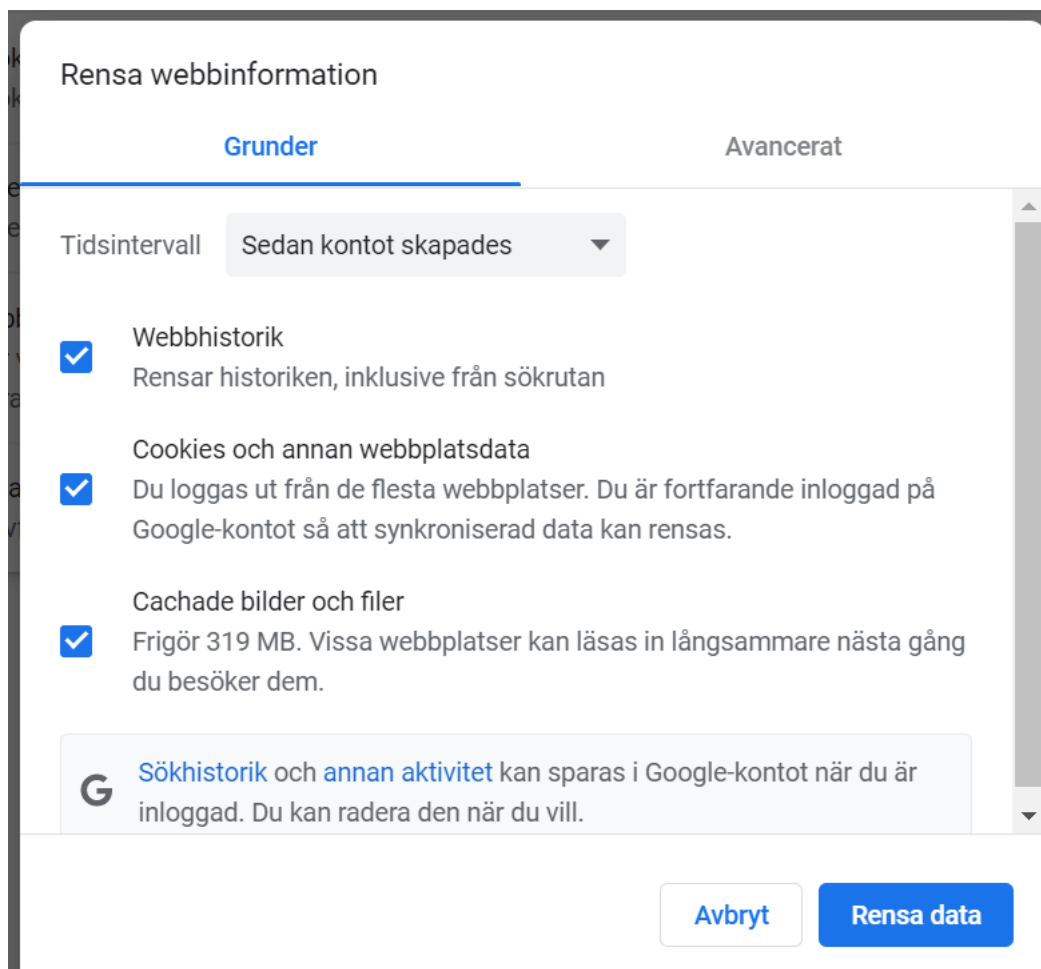 Rensa webbinformation
Grunder
Avancerat
Tidsintervall Sedan kontot skapades
Webbhistorik
Rensar historiken, inklusive från sökrutan
Cookies och annan webbplatsdata
Du loggas ut från de flesta webbplatser. Du är fortfarande inloggad på
Google-kontot så att synkroniserad data kan rensas.
Cachade bilder och filer
Frigör 319 MB. Vissa webbplatser kan läsas in långsammare nästa gång
du besöker dem.
G Sökhistorik och annan aktivitet kan sparas i Google-kontot när du är
inloggad. Du kan radera den när du vill.
Avbryt
Rensa data